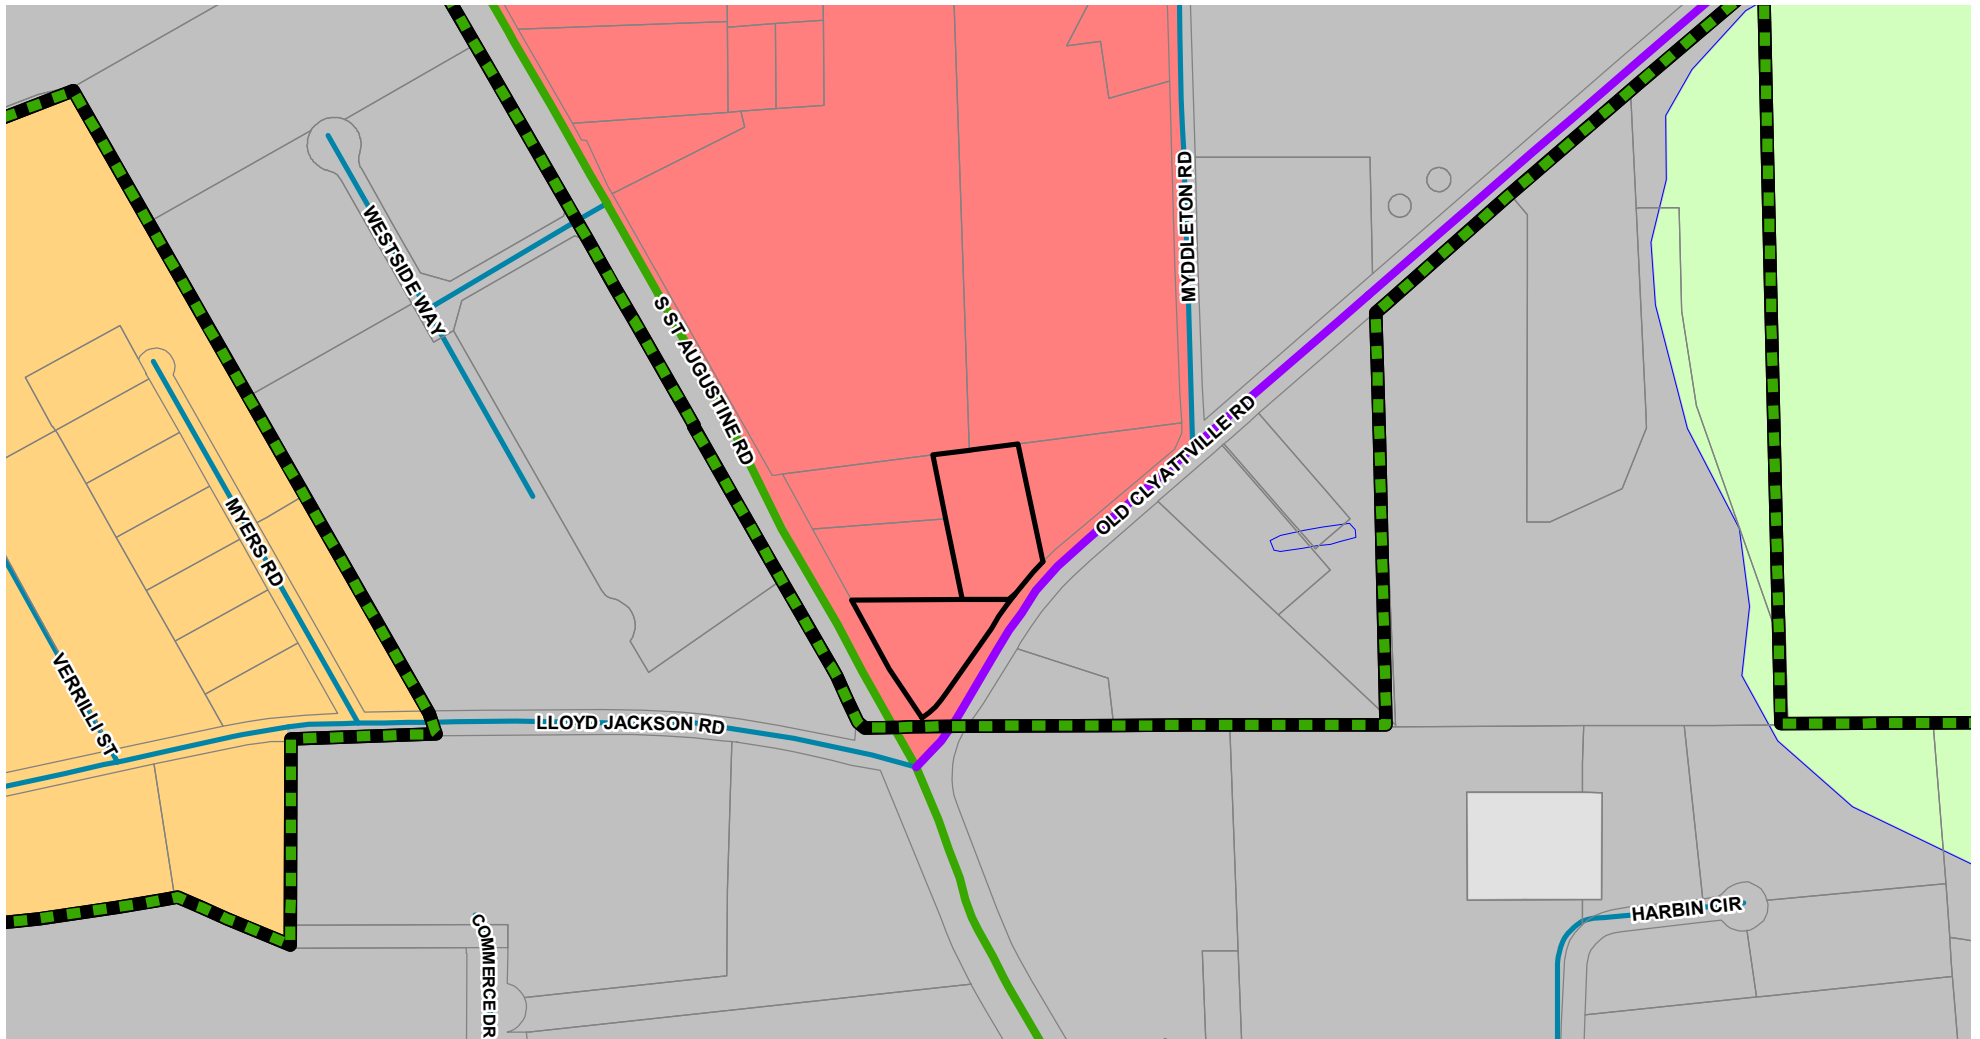 WESTSIDE WAY
MYDDLETON RD
S ST AUGUSTINE RD
OLD CLYATTVILLE RD
MYERS RD
VERRILLI ST
LLOYD JACKSON RD
HARBIN CIR
COMMERCE DR